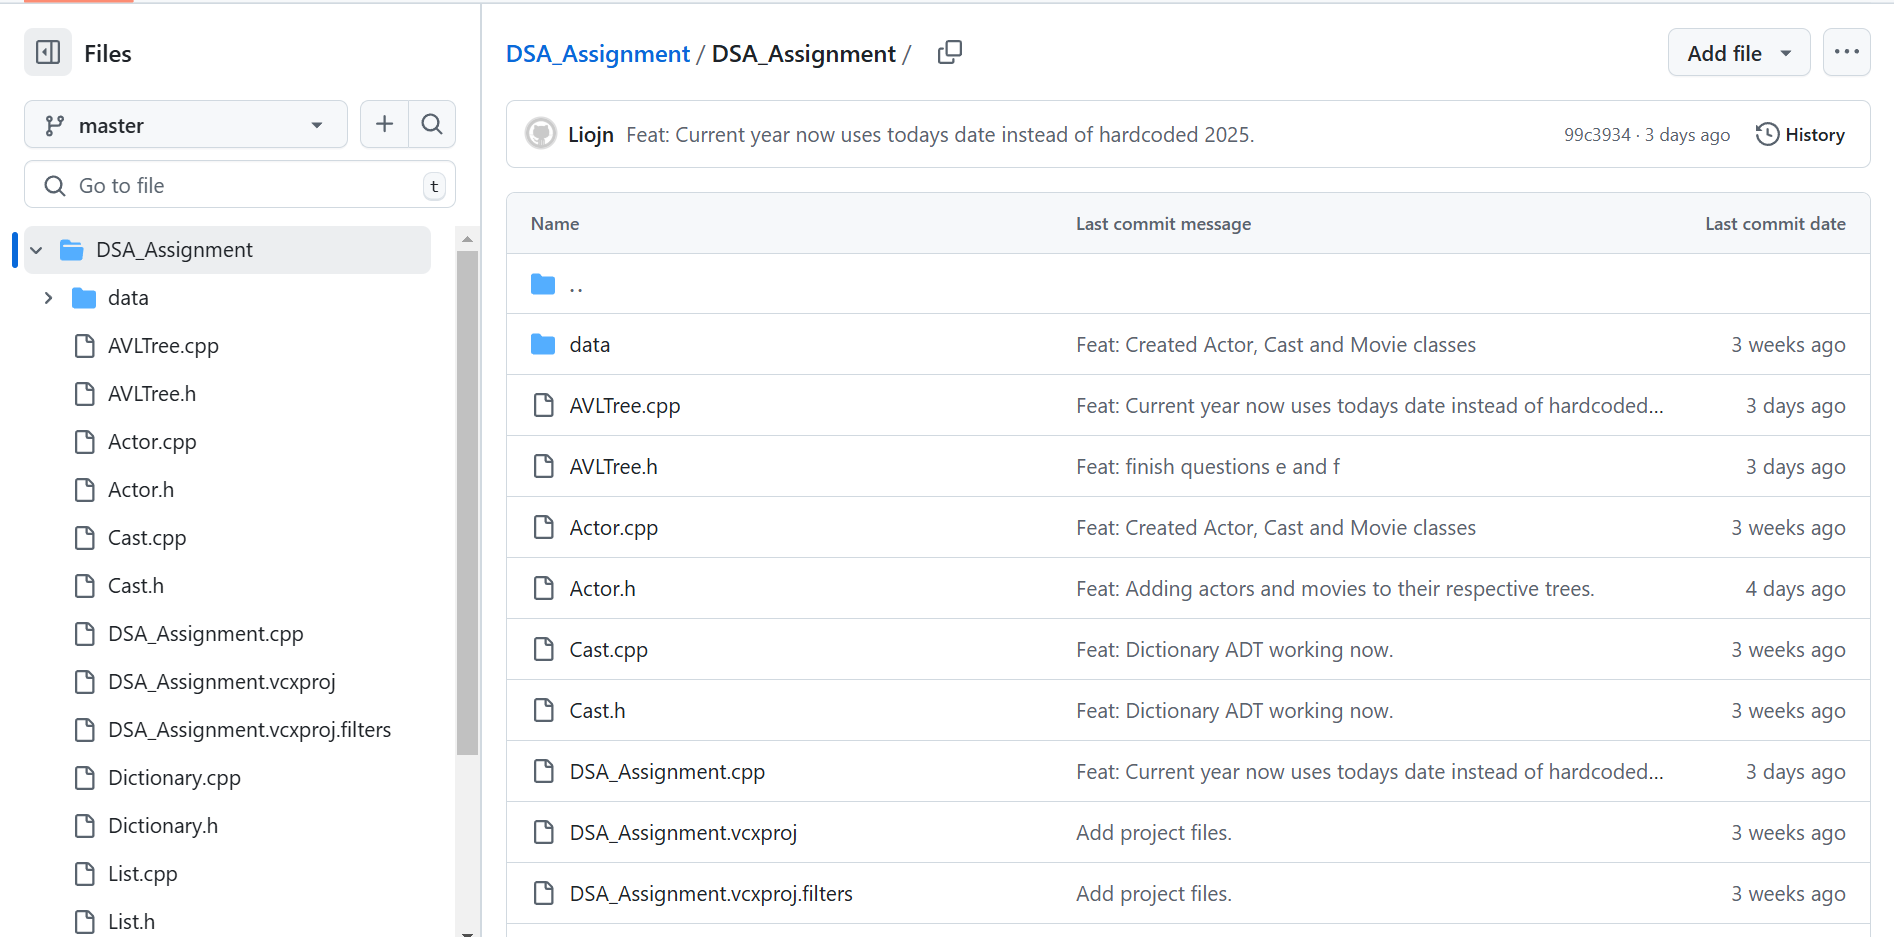 Files
master
Go to file
t
DSA_Assignment
data
AVLTree.cpp
AVLTree.h
Actor.cpp
Actor.h
Cast.cpp
Cast.h
DSA_Assignment.cpp
DSA_Assignment.vcxproj
DSA_Assignment.vcxproj.filters
Dictionary.cpp
Dictionary.h
List.cpp
List.h
DSA_Assignment / DSA_Assignment /
Add file
Liojn Feat: Current year now uses todays date instead of hardcoded 2025. 99c3934 · 3 days ago History
Name Last commit message Last commit date
..
data Feat: Created Actor, Cast and Movie classes 3 weeks ago
AVLTree.cpp Feat: Current year now uses todays date instead of hardcoded... 3 days ago
AVLTree.h Feat: finish questions e and f 3 days ago
Actor.cpp Feat: Created Actor, Cast and Movie classes 3 weeks ago
Actor.h Feat: Adding actors and movies to their respective trees. 4 days ago
Cast.cpp Feat: Dictionary ADT working now. 3 weeks ago
Cast.h Feat: Dictionary ADT working now. 3 weeks ago
DSA_Assignment.cpp Feat: Current year now uses todays date instead of hardcoded... 3 days ago
DSA_Assignment.vcxproj Add project files. 3 weeks ago
DSA_Assignment.vcxproj.filters Add project files. 3 weeks ago